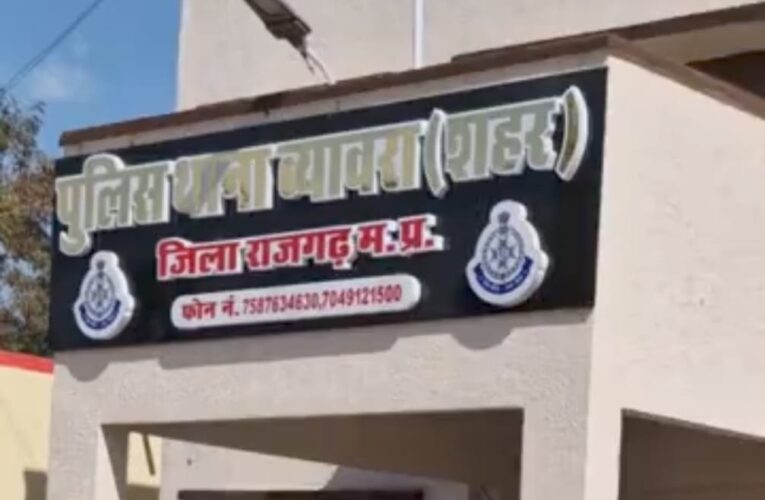 पुलिस थाना ब्यावरा (शहर)
जिला राजगढ़ म.प्र.
फोन नं.7587634630,7049121500